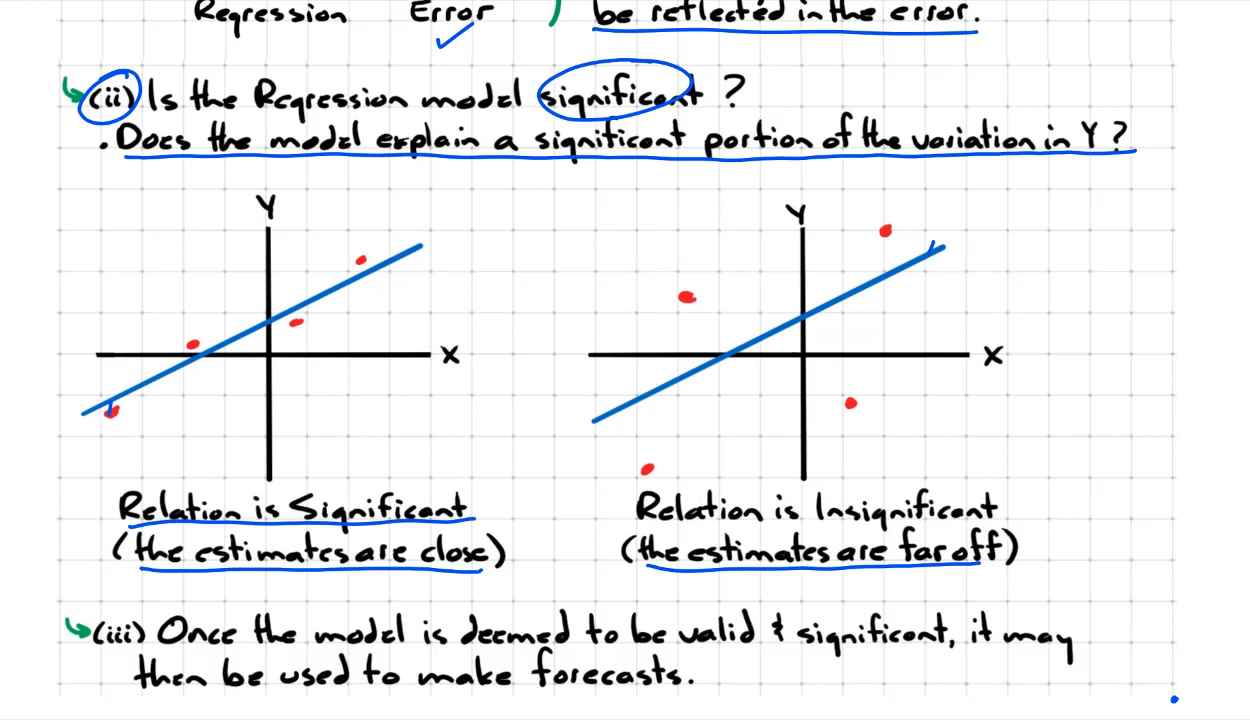 Regression Error ) be reflected in the error.
(ii) Is the Regression model significant ?
. Does the model explain a significant portion of the variation in Y ?
Y Y
X X
Relation is Significant Relation is Insignificant
(the estimates are close) (the estimates are far off)
(iii) Once the model is deemed to be valid & significant, it may
then be used to make forecasts.